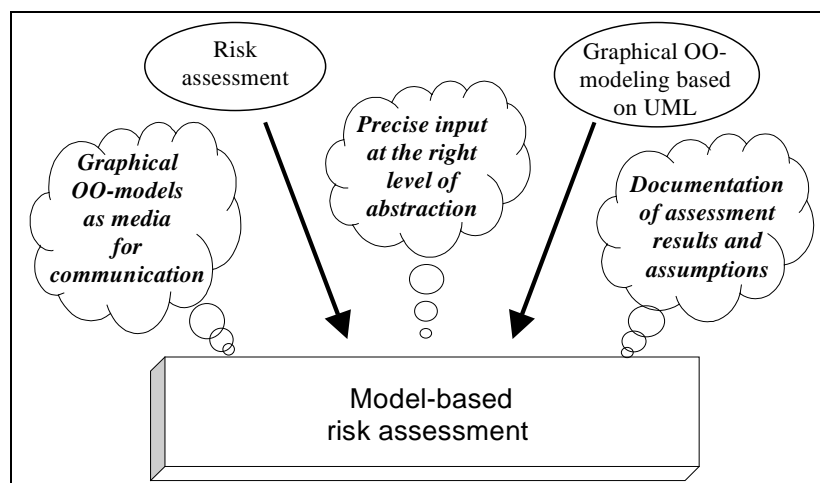 Risk
assessment
Graphical OO-
modeling based
on UML
Graphical
OO-models
as media
for
communication
Precise input
at the right
level of
abstraction
Documentation
of assessment
results and
assumptions
Model-based
risk assessment